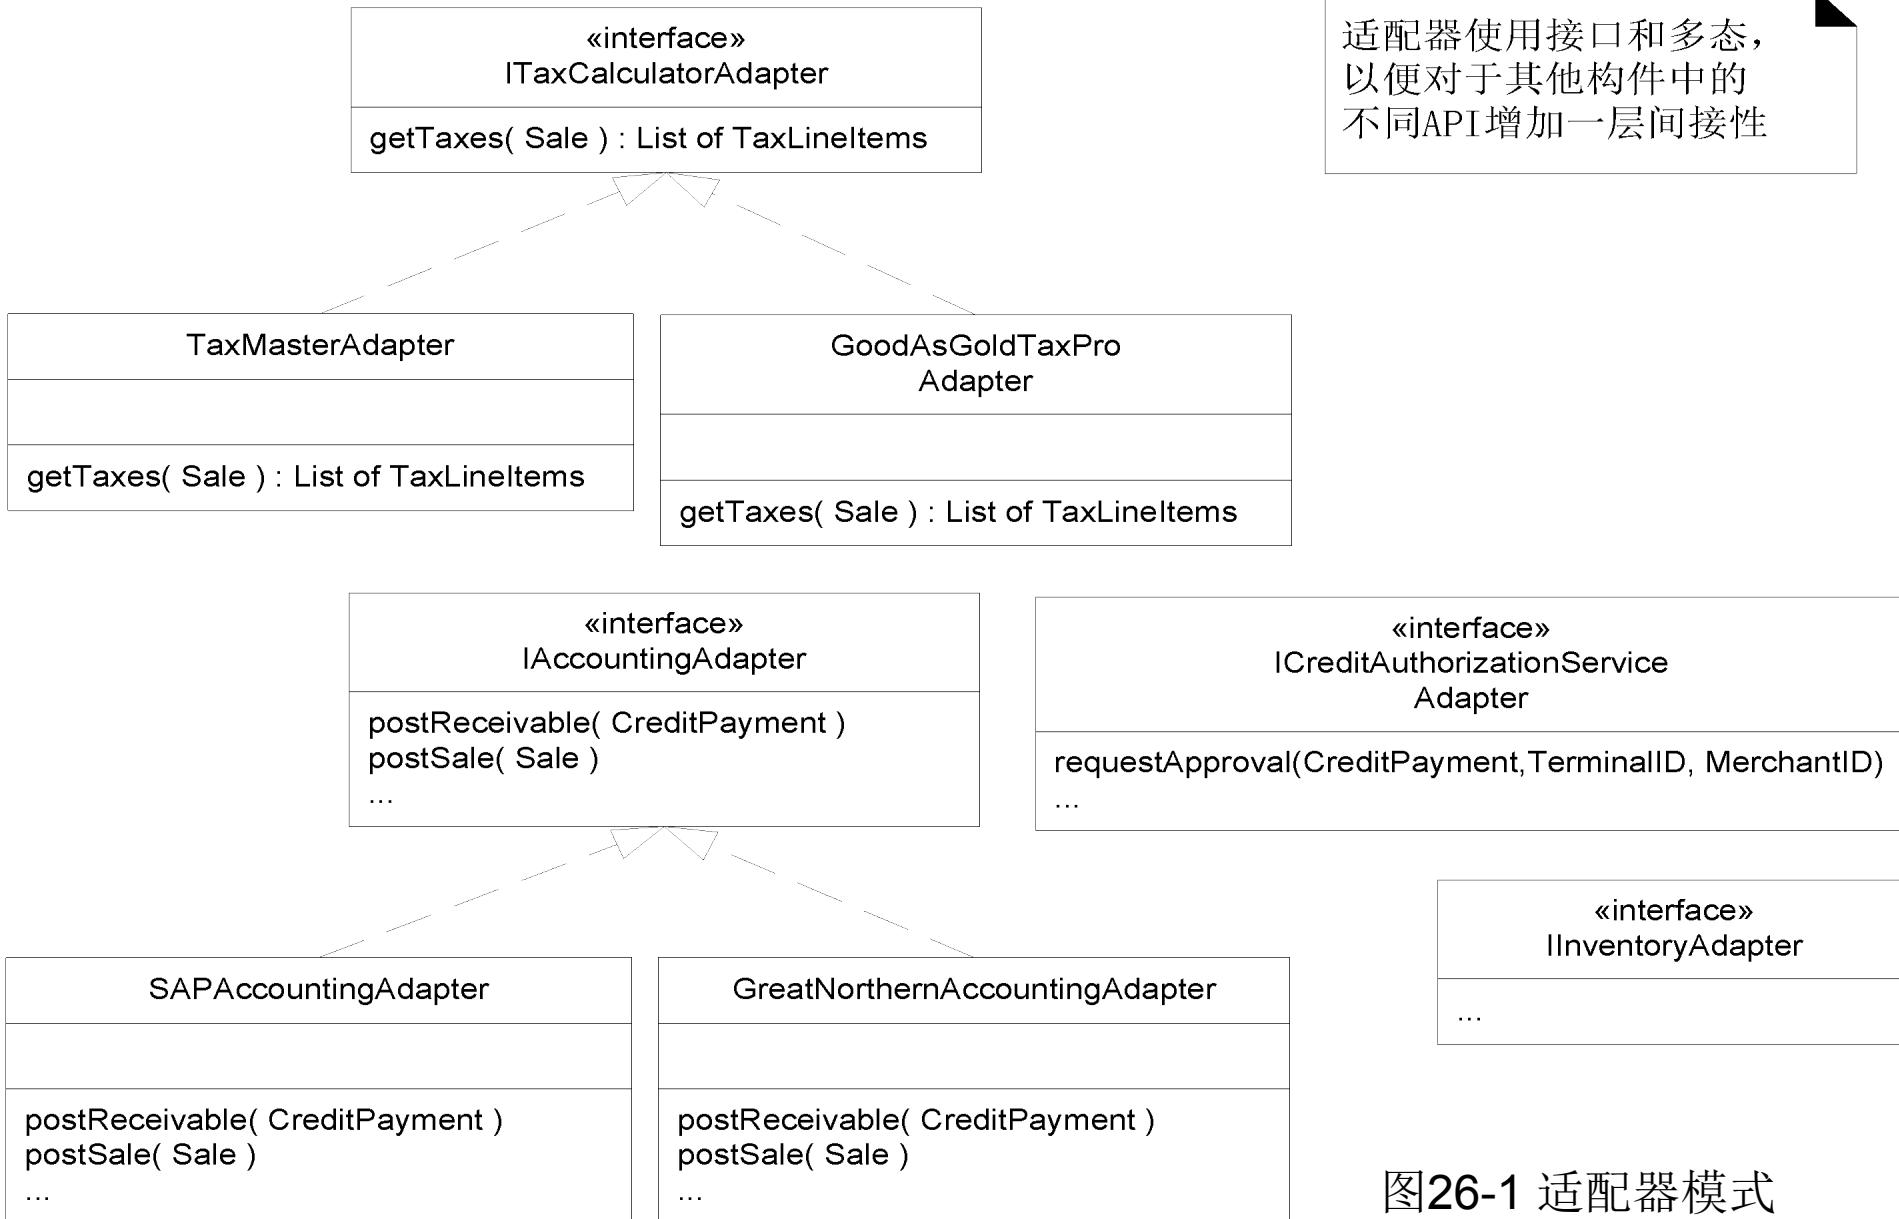 «interface»
ITaxCalculatorAdapter
getTaxes( Sale ) : List of TaxLineItems
适配器使用接口和多态，
以便对于其他构件中的
不同API增加一层间接性
TaxMasterAdapter
getTaxes( Sale ) : List of TaxLineItems
GoodAsGoldTaxPro
Adapter
getTaxes( Sale ) : List of TaxLineItems
«interface»
IAccountingAdapter
postReceivable( CreditPayment )
postSale( Sale )
...
«interface»
ICreditAuthorizationService
Adapter
requestApproval(CreditPayment,TerminalID, MerchantID)
...
«interface»
IInventoryAdapter
...
SAPAccountingAdapter
postReceivable( CreditPayment )
postSale( Sale )
...
GreatNorthernAccountingAdapter
postReceivable( CreditPayment )
postSale( Sale )
...
图26-1 适配器模式